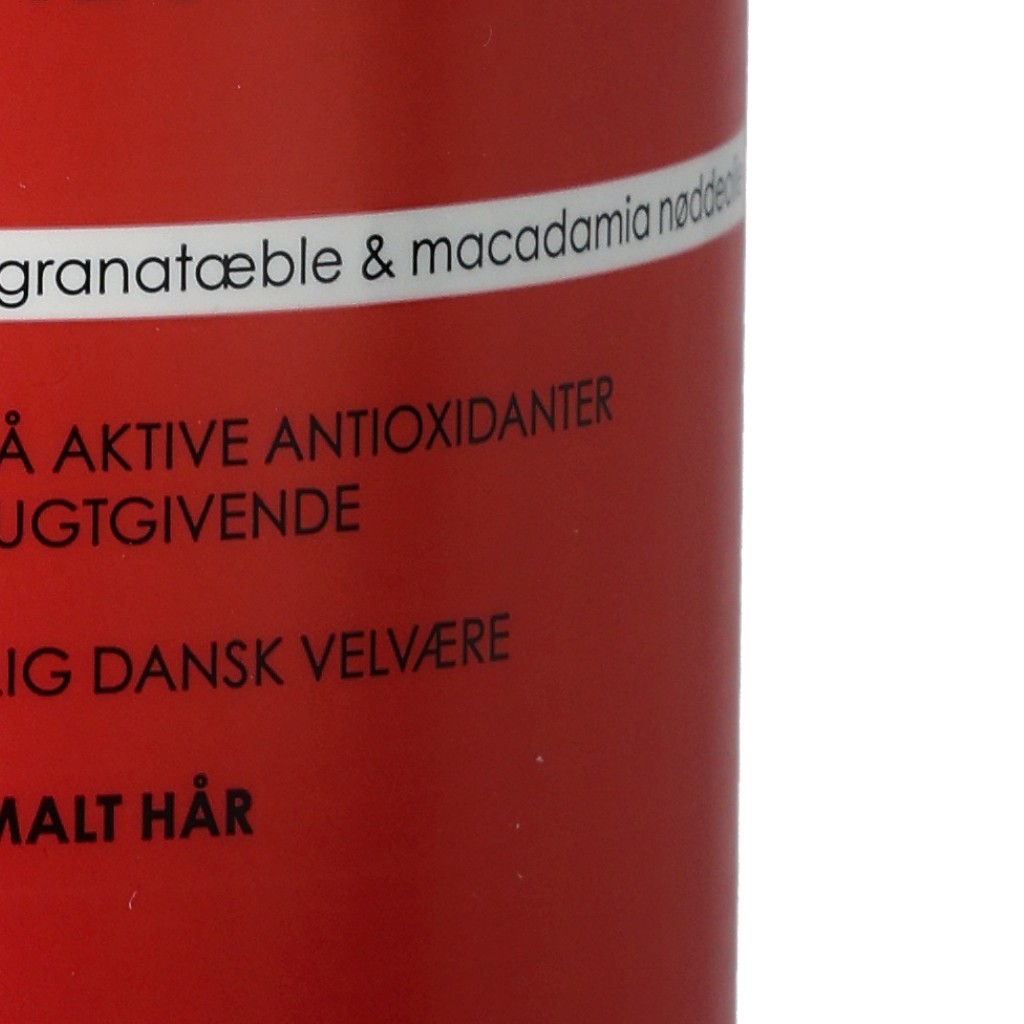 granatæble & macadamia nøddeolie
Å AKTIVE ANTIOXIDANTER
UGTGIVENDE
LIG DANSK VELVÆRE
MALT HÅR